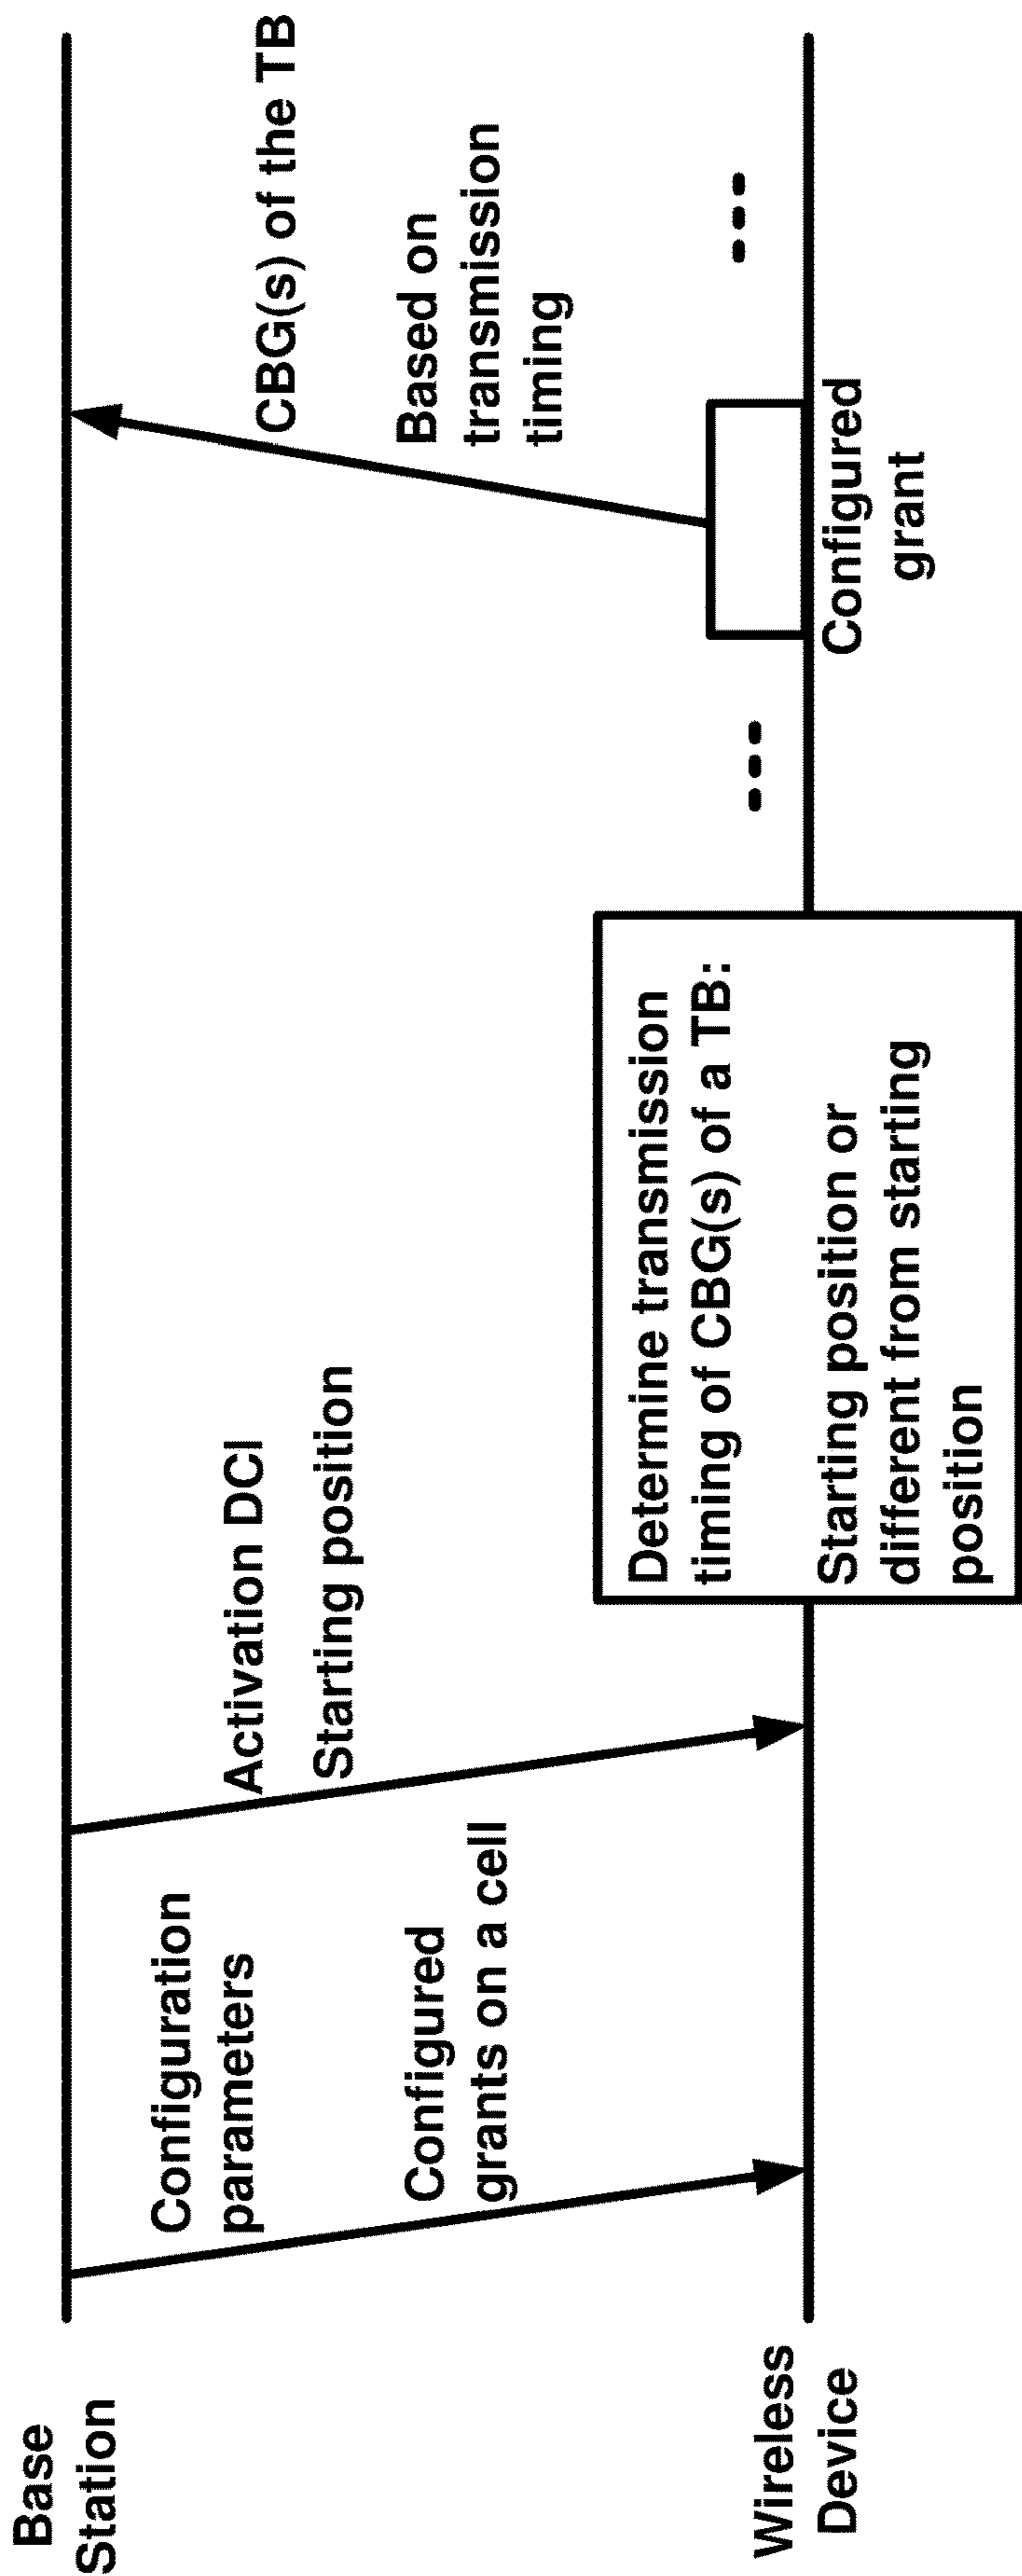 Base
Station
Configuration
parameters
Configured
grants on a cell
Activation DCI
Starting position
CBG(s) of the TB
Based on
transmission
timing
Determine transmission
timing of CBG(s) of a TB:
Starting position or
different from starting
position
Configured
grant
Wireless
Device